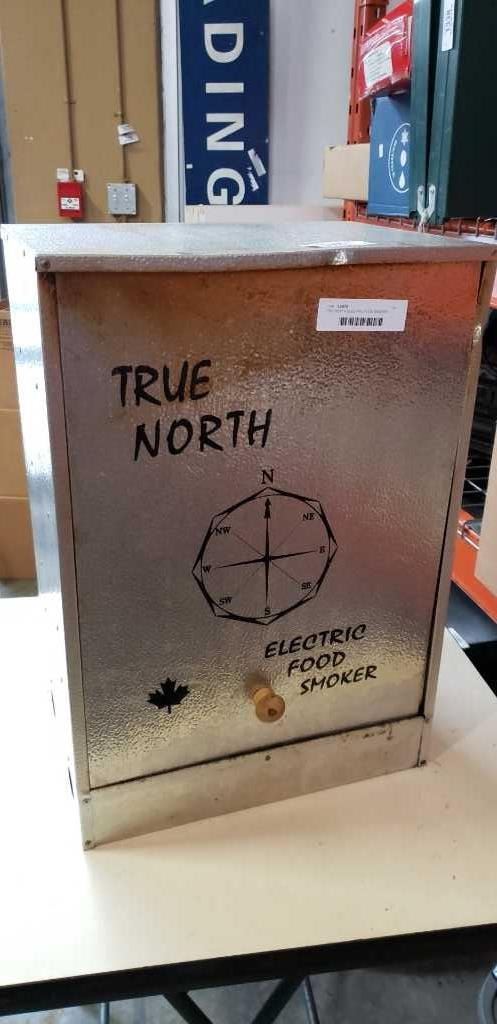 ADING
TRUE
NORTH
N
NW
NE
W
E
SW
SE
S
ELECTRIC
FOOD
SMOKER